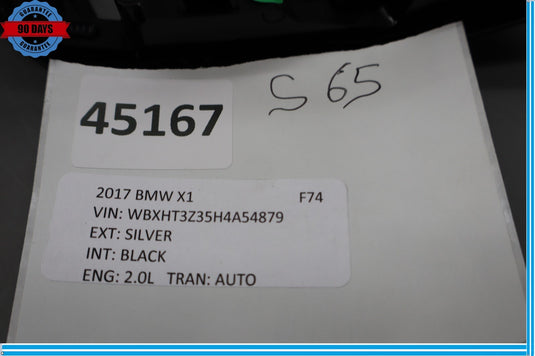 GUARANTEE
90 DAYS
GUARANTEE
S 65
45167
2017 BMW X1 F74
VIN: WBXHT3Z35H4A54879
EXT: SILVER
INT: BLACK
ENG: 2.0L TRAN: AUTO